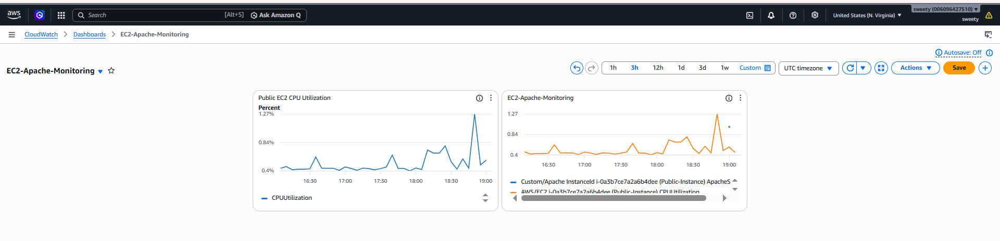 aws
Search
[Alt+S]
Ask Amazon Q
United States (N. Virginia)
sweety (006096427510)
sweety
CloudWatch
Dashboards
EC2-Apache-Monitoring
Autosave: Off
EC2-Apache-Monitoring
1h
3h
12h
1d
3d
1w
Custom
UTC timezone
Actions
Save
Public EC2 CPU Utilization
Percent
1.27%
0.84%
0.4%
16:30
17:00
17:30
18:00
18:30
19:00
CPUUtilization
EC2-Apache-Monitoring
1.27
0.84
0.4
16:30
17:00
17:30
18:00
18:30
19:00
Custom/Apache InstanceId i-0a3b7ce7a2a6b4dee (Public-Instance) ApacheS
AWS/EC2 i-0a3b7ce7a2a6b4dee (Public-Instance) CPUUtilization